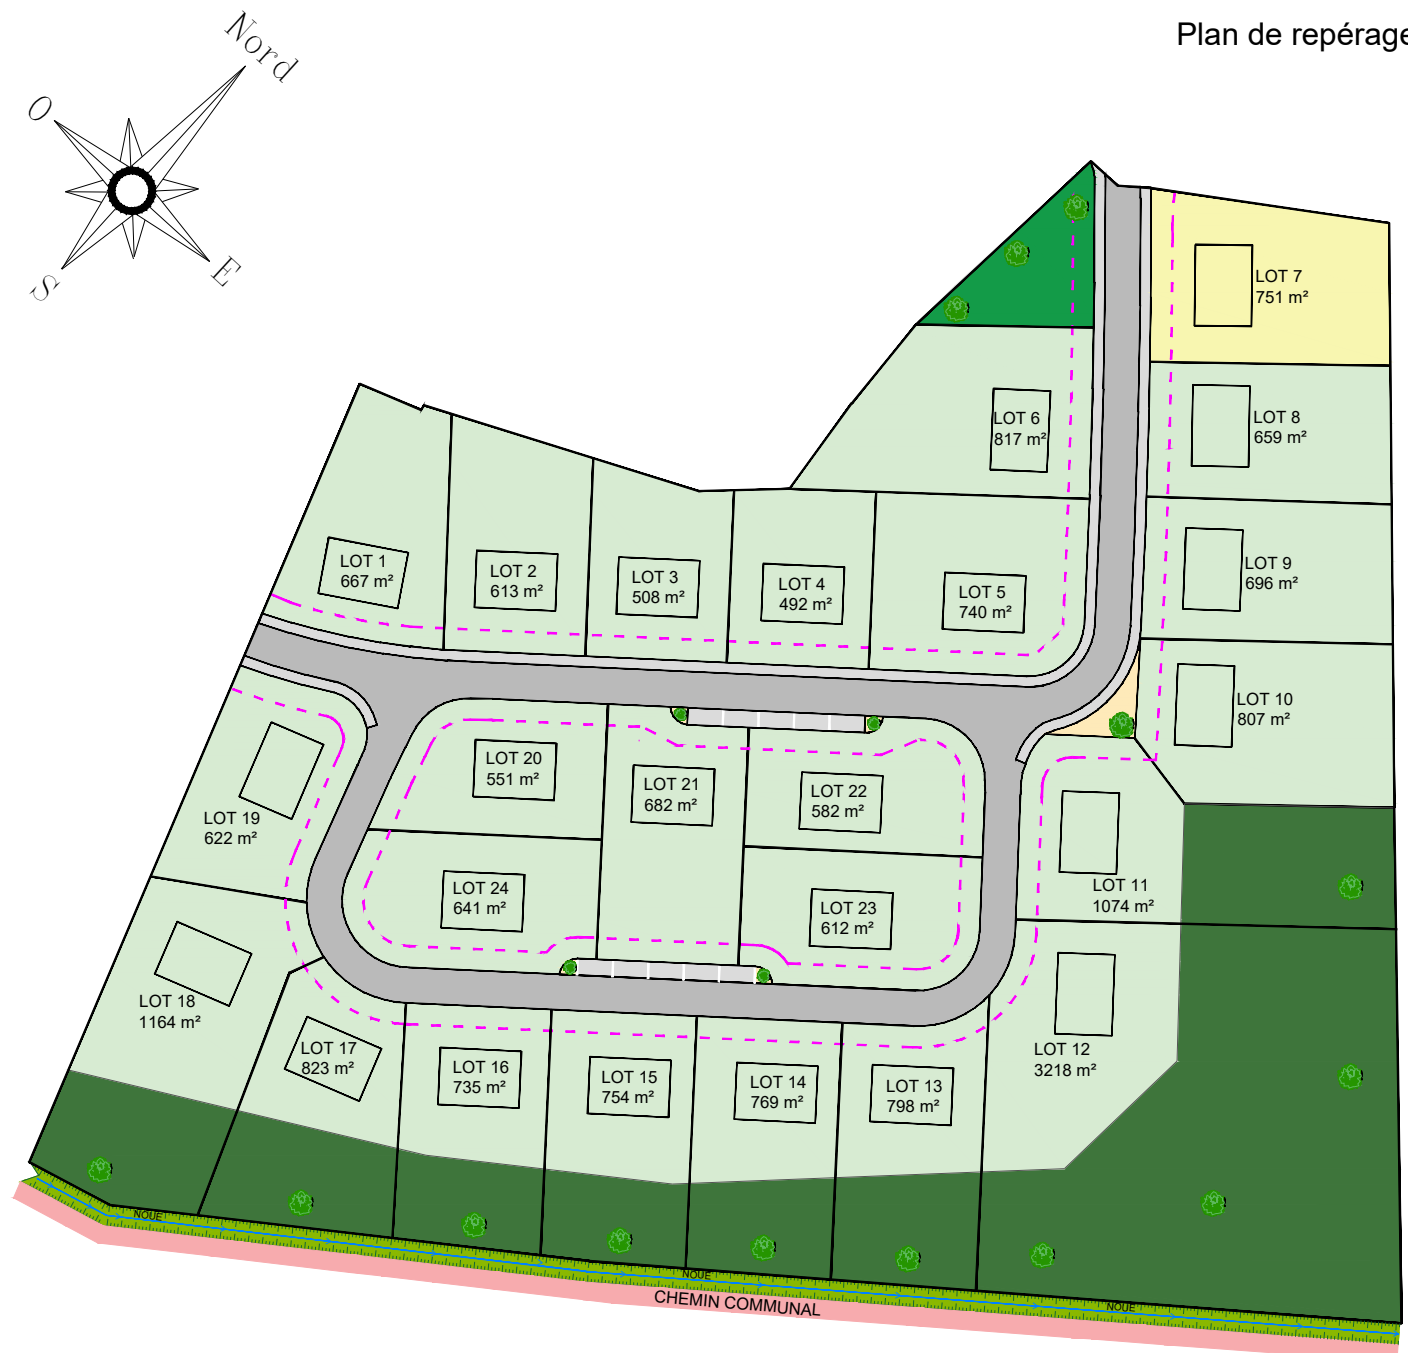 Plan de repérage
Nord
O
S
E
LOT 7
751 m²
LOT 6
817 m²
LOT 8
659 m²
LOT 1
667 m²
LOT 2
613 m²
LOT 3
508 m²
LOT 4
492 m²
LOT 5
740 m²
LOT 9
696 m²
LOT 10
807 m²
LOT 19
622 m²
LOT 20
551 m²
LOT 21
682 m²
LOT 22
582 m²
LOT 24
641 m²
LOT 23
612 m²
LOT 11
1074 m²
LOT 18
1164 m²
LOT 17
823 m²
LOT 16
735 m²
LOT 15
754 m²
LOT 14
769 m²
LOT 13
798 m²
LOT 12
3218 m²
NOUE
NOUE
NOUE
CHEMIN COMMUNAL